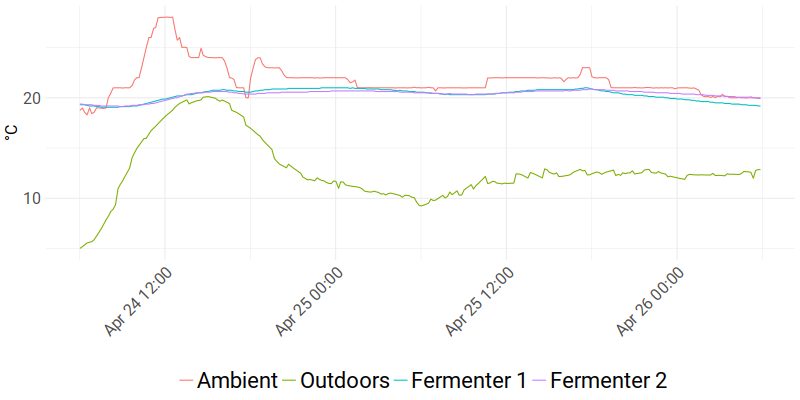 °C
20
10
Apr 24 12:00
Apr 25 00:00
Apr 25 12:00
Apr 26 00:00
Ambient Outdoors Fermenter 1 Fermenter 2